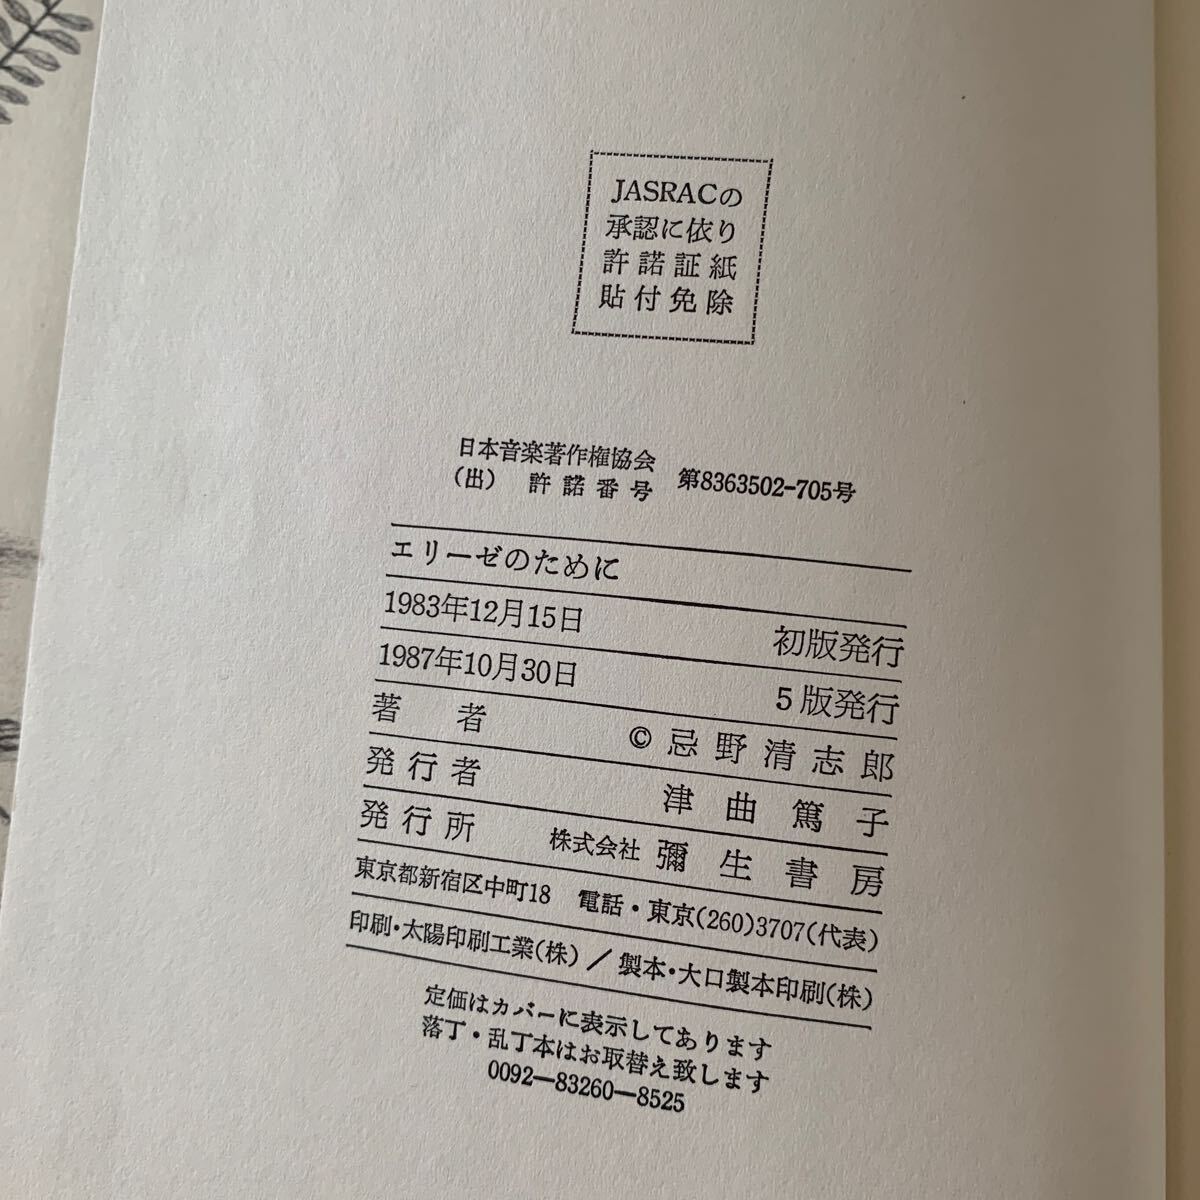 JASRACの
承認に依り
許諾証紙
貼付免除
日本音楽著作権協会
(出) 許諾番号 第8363502-705号
エリーゼのために
1983年12月15日 初版発行
1987年10月30日 5版発行
著者 © 忌野清志郎
発行者 津曲篤子
発行所 株式会社 彌生書房
東京都新宿区中町18 電話・東京(260)3707(代表)
印刷・太陽印刷工業(株)/製本・大口製本印刷(株)
定価はカバーに表示してあります
落丁・乱丁本はお取替え致します
0092—83260—8525